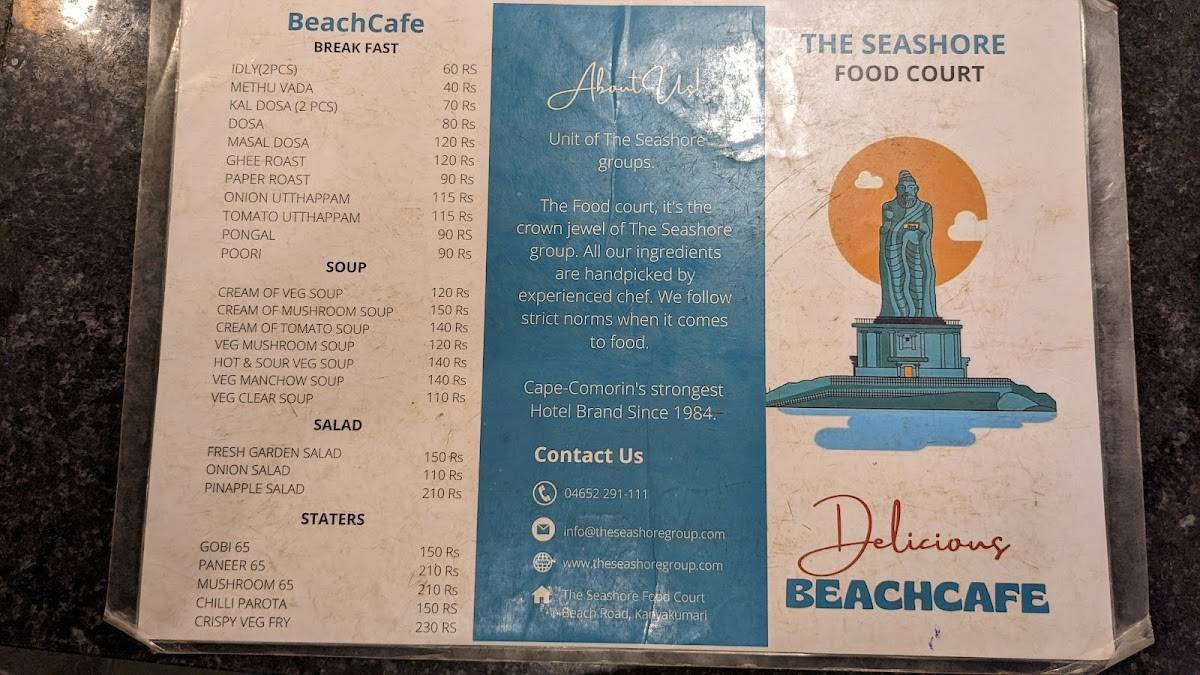 BeachCafe
BREAK FAST
IDLY(2PCS) 60 RS
METHU VADA 40 Rs
KAL DOSA (2 PCS) 70 Rs
DOSA 80 Rs
MASAL DOSA 120 Rs
GHEE ROAST 120 Rs
PAPER ROAST 90 Rs
ONION UTTHAPPAM 115 Rs
TOMATO UTTHAPPAM 115 Rs
PONGAL 90 RS
POORI 90 Rs
SOUP
CREAM OF VEG SOUP 120 Rs
CREAM OF MUSHROOM SOUP 150 Rs
CREAM OF TOMATO SOUP 140 Rs
VEG MUSHROOM SOUP 120 Rs
HOT & SOUR VEG SOUP 140 Rs
VEG MANCHOW SOUP 140 Rs
VEG CLEAR SOUP 110 Rs
SALAD
FRESH GARDEN SALAD 150 Rs
ONION SALAD 110 Rs
PINAPPLE SALAD 210 Rs
STATERS
GOBI 65 150 Rs
PANEER 65 210 Rs
MUSHROOM 65 210 Rs
CHILLI PAROTA 150 RS
CRISPY VEG FRY 230 RS
About Us!
Unit of The Seashore
groups.
The Food court, it's the
crown jewel of The Seashore
group. All our ingredients
are handpicked by
experienced chef. We follow
strict norms when it comes
to food.
Cape-Comorin's strongest
Hotel Brand Since 1984.
Contact Us
04652 291-111
info@theseashoregroup.com
www.theseashoregroup.com
The Seashore Food Court
Beach Road, Kanyakumari
THE SEASHORE
FOOD COURT
Delicious
BEACHCAFE